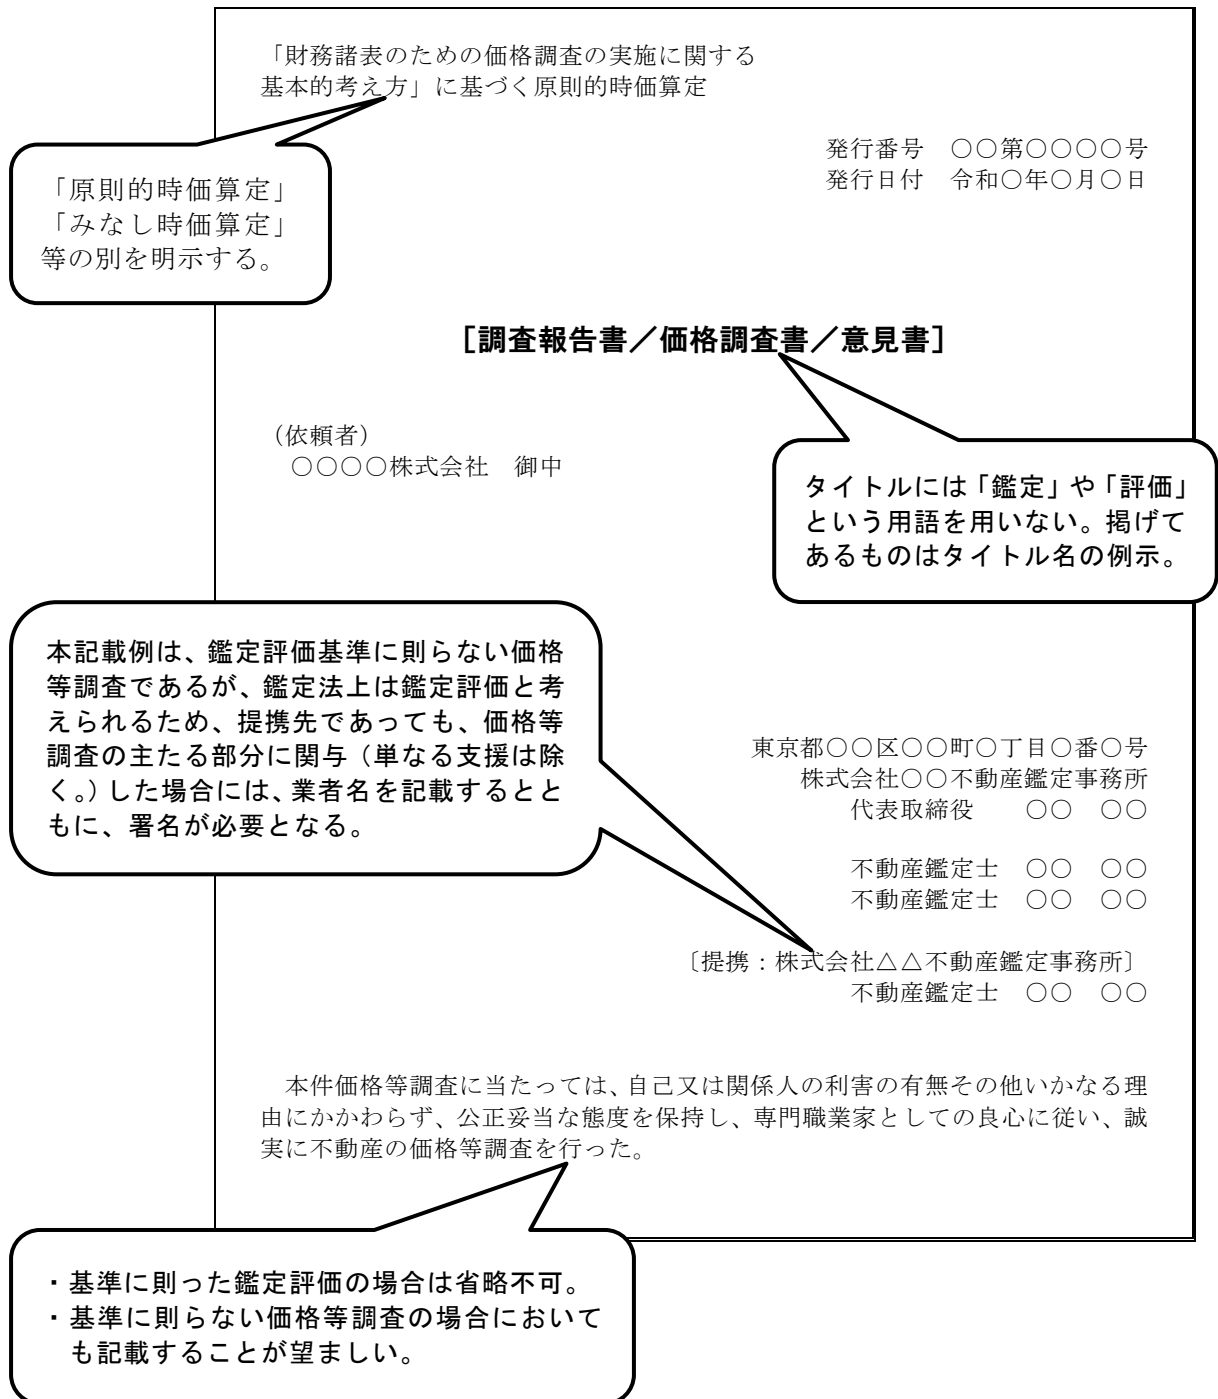 「財務諸表のための価格調査の実施に関する
基本的考え方」に基づく原則的時価算定
発行番号　○○第○○○○号
発行日付　令和○年○月○日
「原則的時価算定」
「みなし時価算定」
等の別を明示する。
［調査報告書／価格調査書／意見書］
（依頼者）
○○○○株式会社　御中
タイトルには「鑑定」や「評価」
という用語を用いない。掲げて
あるものはタイトル名の例示。
本記載例は、鑑定評価基準に則らない価格
等調査であるが、鑑定法上は鑑定評価と考
えられるため、提携先であっても、価格等
調査の主たる部分に関与（単なる支援は除
く。）した場合には、業者名を記載するとと
もに、署名が必要となる。
東京都○○区○○町○丁目○番○号
株式会社○○不動産鑑定事務所
代表取締役　　○○　○○
不動産鑑定士　○○　○○
不動産鑑定士　○○　○○
〔提携：株式会社△△不動産鑑定事務所〕
不動産鑑定士　○○　○○
本件価格等調査に当たっては、自己又は関係人の利害の有無その他いかなる理
由にかかわらず、公正妥当な態度を保持し、専門職業家としての良心に従い、誠
実に不動産の価格等調査を行った。
・基準に則った鑑定評価の場合は省略不可。
・基準に則らない価格等調査の場合において
も記載することが望ましい。